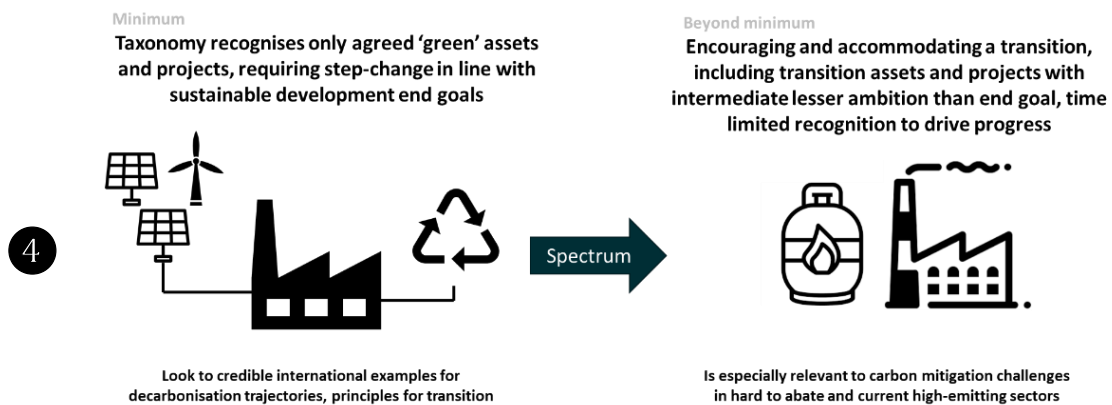 Minimum
Taxonomy recognises only agreed ‘green’ assets
and projects, requiring step-change in line with
sustainable development end goals
Beyond minimum
Encouraging and accommodating a transition,
including transition assets and projects with
intermediate lesser ambition than end goal, time
limited recognition to drive progress
4
Spectrum
Look to credible international examples for
decarbonisation trajectories, principles for transition
Is especially relevant to carbon mitigation challenges
in hard to abate and current high-emitting sectors